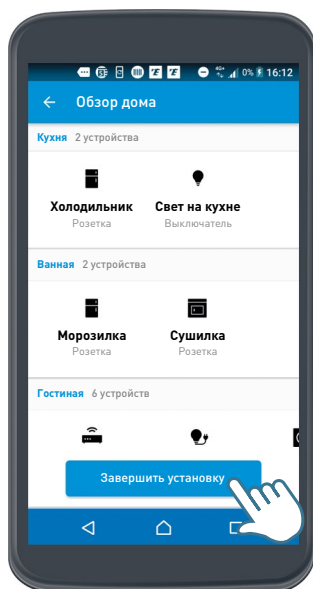 0% 16:12
Обзор дома
Кухня 2 устройства
Холодильник Свет на кухне
Розетка Выключатель
Ванная 2 устройства
Морозилка Сушилка
Розетка Розетка
Гостиная 6 устройств
Завершить установку